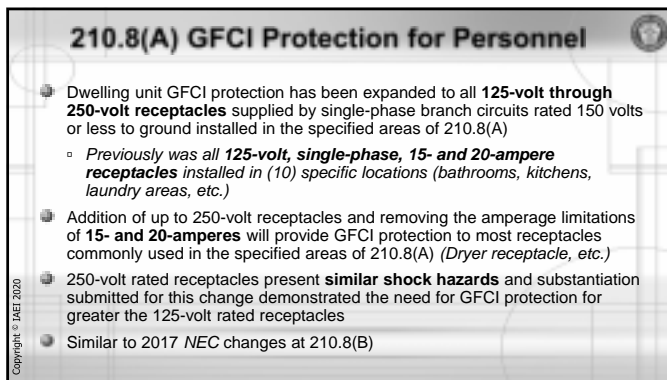 210.8(A) GFCI Protection for Personnel
Dwelling unit GFCI protection has been expanded to all 125-volt through
250-volt receptacles supplied by single-phase branch circuits rated 150 volts
or less to ground installed in the specified areas of 210.8(A)
Previously was all 125-volt, single-phase, 15- and 20-ampere
receptacles installed in (10) specific locations (bathrooms, kitchens,
laundry areas, etc.)
Addition of up to 250-volt receptacles and removing the amperage limitations
of 15- and 20-amperes will provide GFCI protection to most receptacles
commonly used in the specified areas of 210.8(A) (Dryer receptacle, etc.)
250-volt rated receptacles present similar shock hazards and substantiation
submitted for this change demonstrated the need for GFCI protection for
greater the 125-volt rated receptacles
Similar to 2017 NEC changes at 210.8(B)
Copyright © IAEI 2020